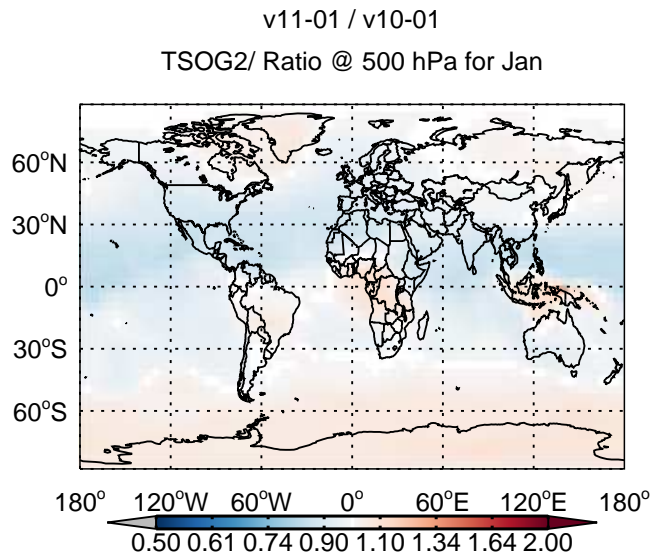 v11-01 / v10-01
TSOG2/ Ratio @ 500 hPa for Jan
60°N
30°N
0°
30°S
60°S
180° 120°W 60°W 0° 60°E 120°E 180°
0.50 0.61 0.74 0.90 1.10 1.34 1.64 2.00